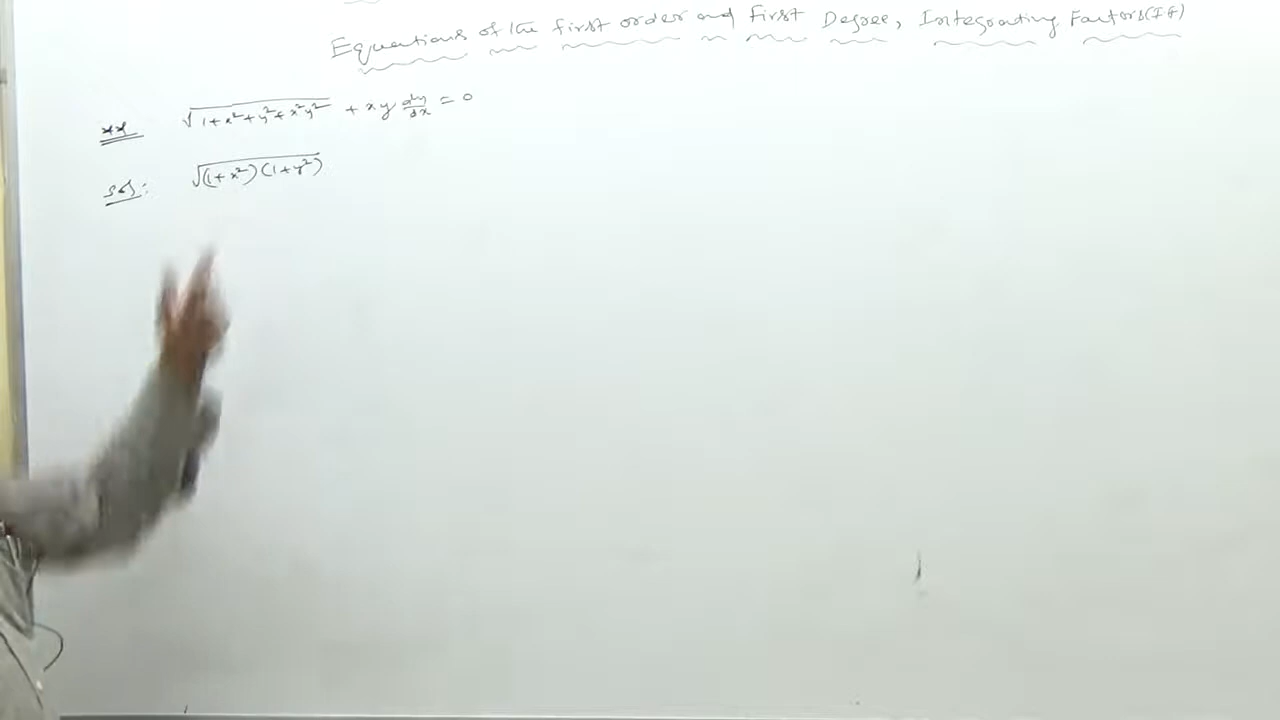 Equations of the first order and first Degree, Integrating Factors(IF)
** √(1+x²+y²+x²y²) + xy dy/dx = 0
Sol: √((1+x²)(1+y²))